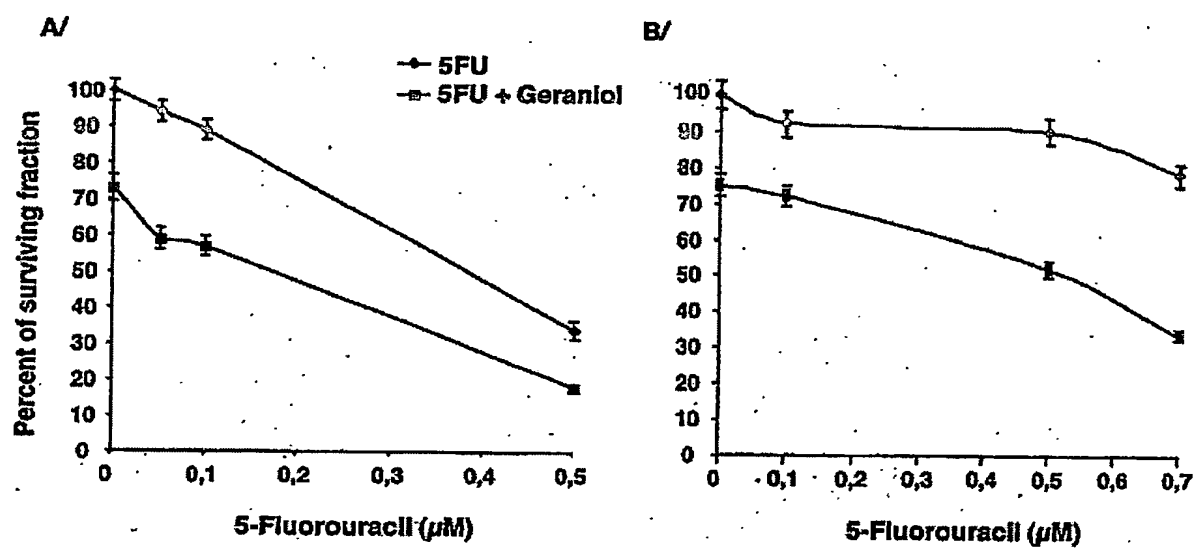 A/
5FU
5FU + Geraniol
Percent of surviving fraction
100
90
80
70
60
50
40
30
20
10
0
0 0,1 0,2 0,3 0,4 0,5
5-Fluorouracil (µM)
B/
100
90
80
70
60
50
40
30
20
10
0
0 0,1 0,2 0,3 0,4 0,5 0,6 0,7
5-Fluorouracil (µM)